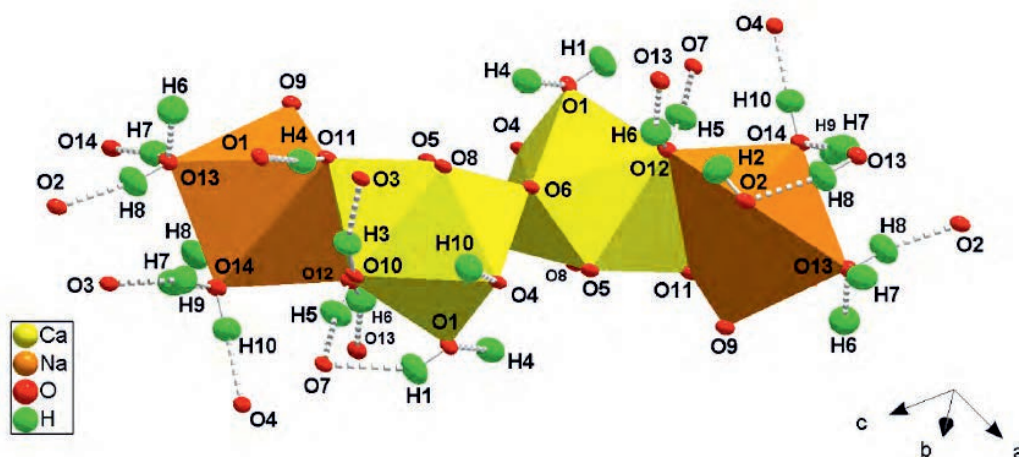 O4
H1
O13 O7
H4
H6 O9 O1 H10
O14 H7 O1 H4 O11 O5 O8 O4 H6 H5 O14 H9 H7
O13 O3 O6 O12 H2 O13
O2 O2 H8
H8
H8 H3 H10 H8 O2
O14 O12 O10 O4 O8 O5 O11 O13
O3 H7 H7
H9 H5 H6 O1 O9 H6
H10 O13 H4
O7 H1
O4
Ca
Na
O
H
c
b
a